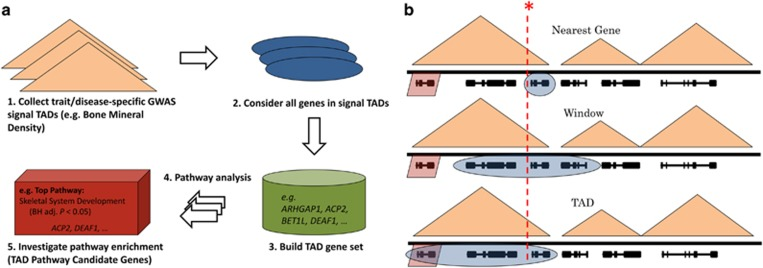 a
1. Collect trait/disease-specific GWAS
signal TADs (e.g. Bone Mineral
Density)
2. Consider all genes in signal TADs
e.g.
ARHGAP1, ACP2,
BET1L, DEAF1, ...
3. Build TAD gene set
4. Pathway analysis
e.g. Top Pathway:
Skeletal System Development
(BH adj. P < 0.05)
ACP2, DEAF1, ...
5. Investigate pathway enrichment
(TAD Pathway Candidate Genes)
b
*
Nearest Gene
Window
TAD